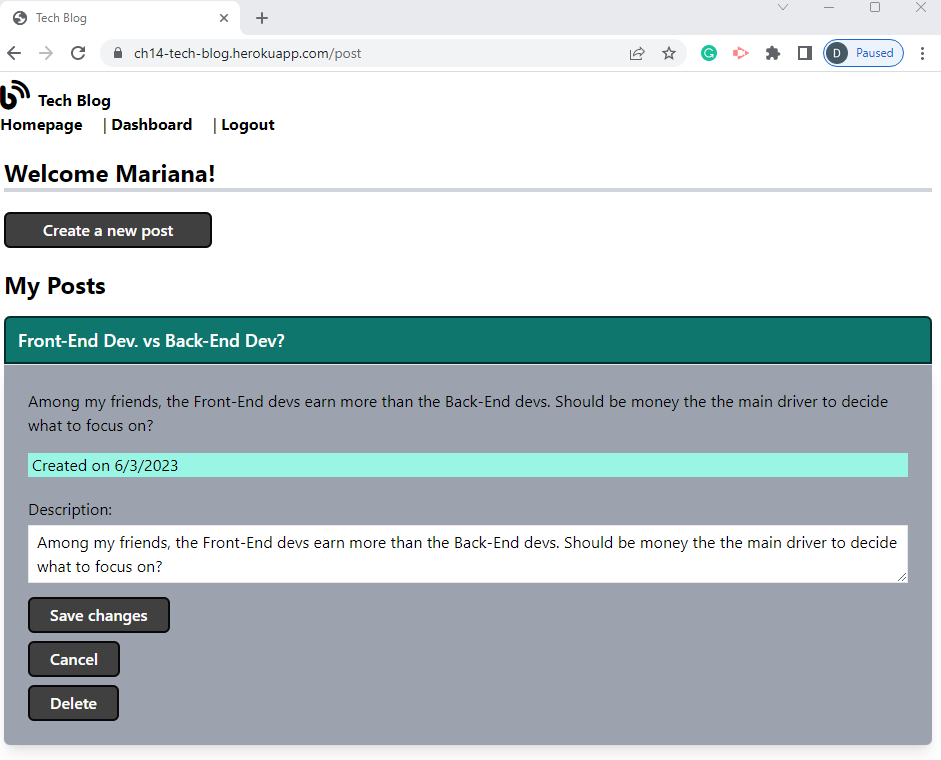 Tech Blog
ch14-tech-blog.herokuapp.com/post
D Paused
Tech Blog
Homepage | Dashboard | Logout
Welcome Mariana!
Create a new post
My Posts
Front-End Dev. vs Back-End Dev?
Among my friends, the Front-End devs earn more than the Back-End devs. Should be money the the main driver to decide
what to focus on?
Created on 6/3/2023
Description:
Among my friends, the Front-End devs earn more than the Back-End devs. Should be money the the main driver to decide
what to focus on?
Save changes
Cancel
Delete